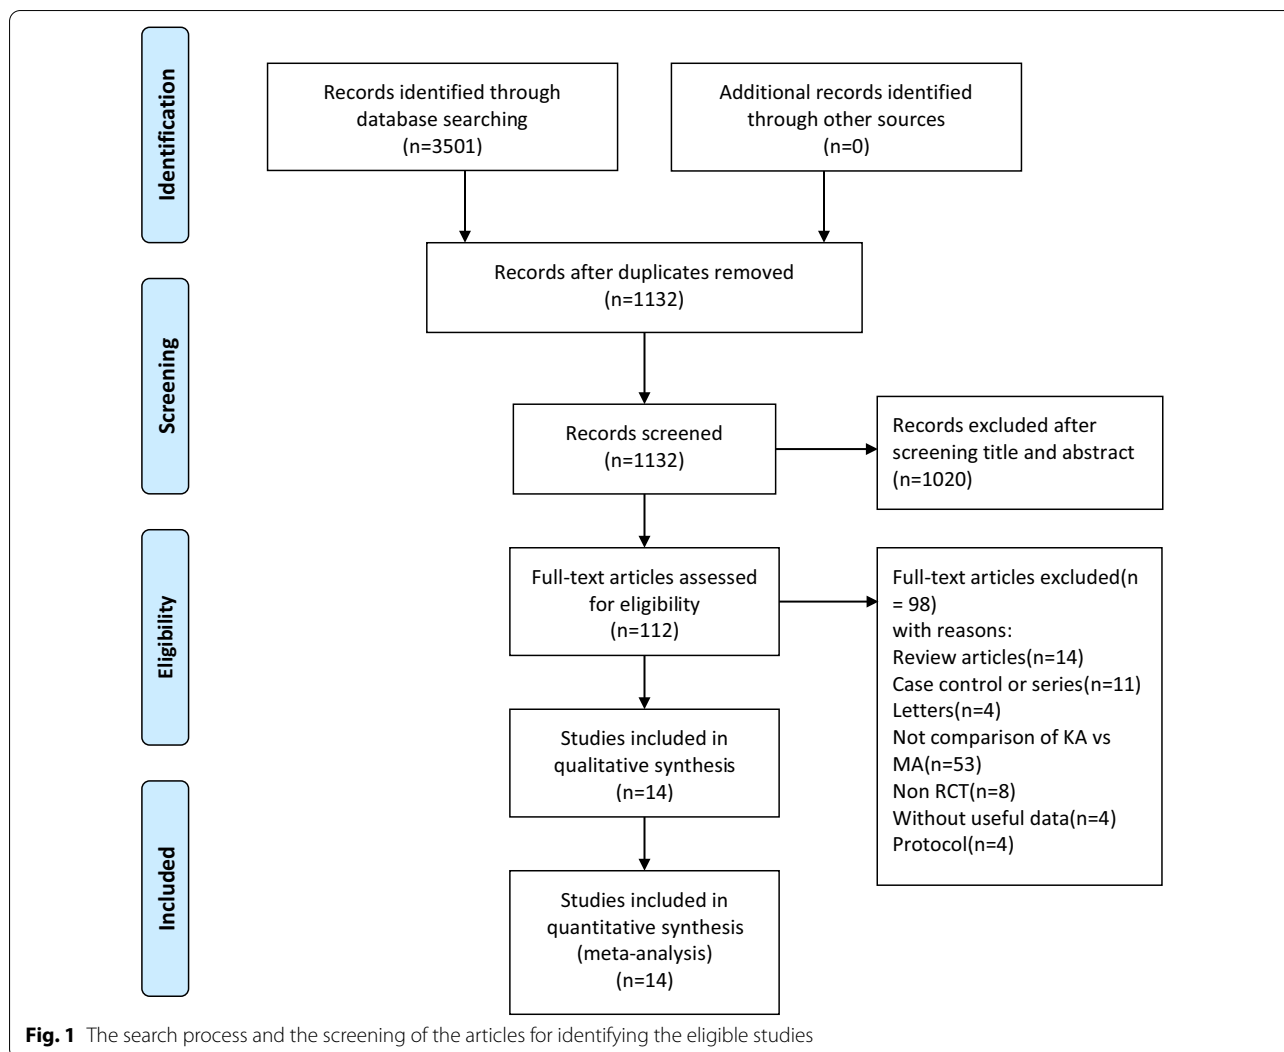 Identification
Records identified through
database searching
(n=3501)
Additional records identified
through other sources
(n=0)
Records after duplicates removed
(n=1132)
Screening
Records screened
(n=1132)
Records excluded after
screening title and abstract
(n=1020)
Eligibility
Full-text articles assessed
for eligibility
(n=112)
Full-text articles excluded(n
= 98)
with reasons:
Review articles(n=14)
Case control or series(n=11)
Letters(n=4)
Not comparison of KA vs
MA(n=53)
Non RCT(n=8)
Without useful data(n=4)
Protocol(n=4)
Studies included in
qualitative synthesis
(n=14)
Included
Studies included in
quantitative synthesis
(meta-analysis)
(n=14)
Fig. 1 The search process and the screening of the articles for identifying the eligible studies